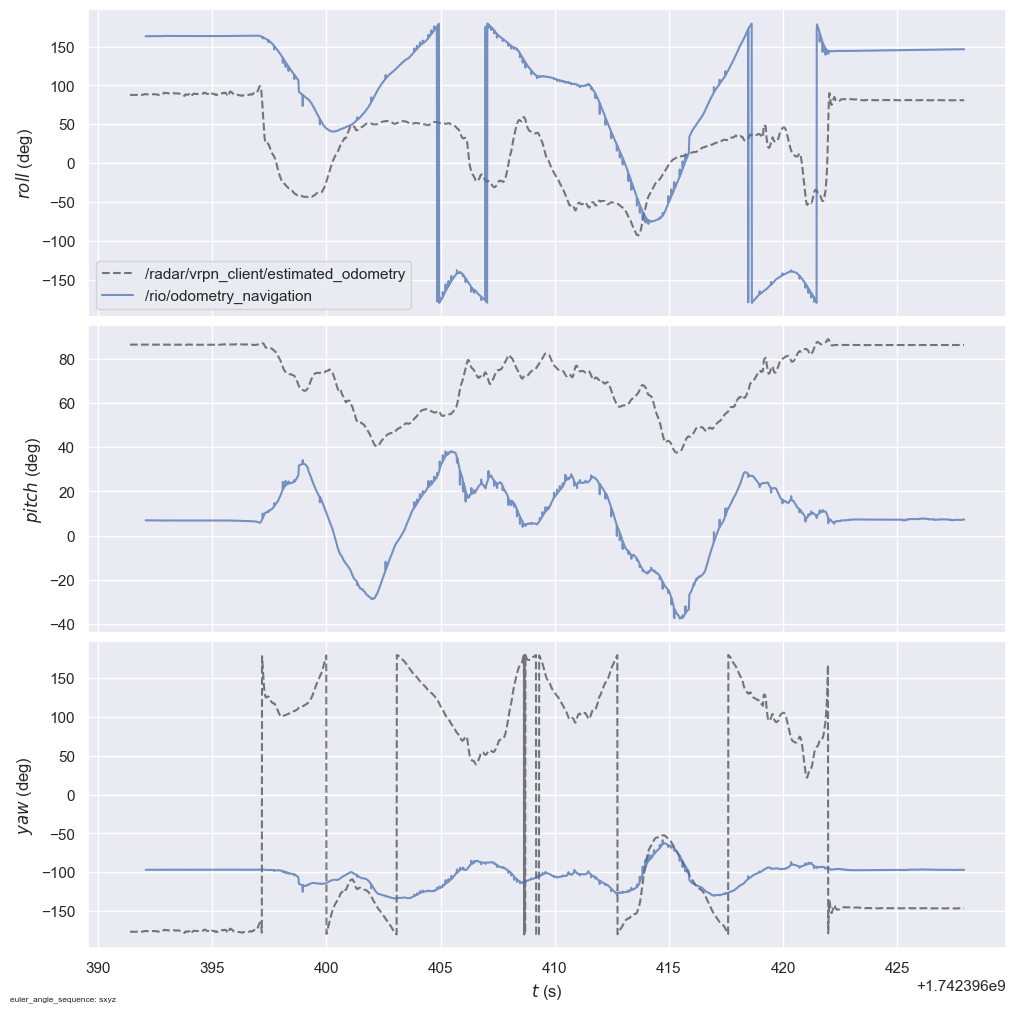 150
100
50
0
−50
−100
−150
roll (deg)
/radar/vrpn_client/estimated_odometry
/rio/odometry_navigation
80
60
40
20
0
−20
−40
pitch (deg)
150
100
50
0
−50
−100
−150
yaw (deg)
390 395 400 405 410 415 420 425
+1.742396e9
t (s)
euler_angle_sequence: sxyz